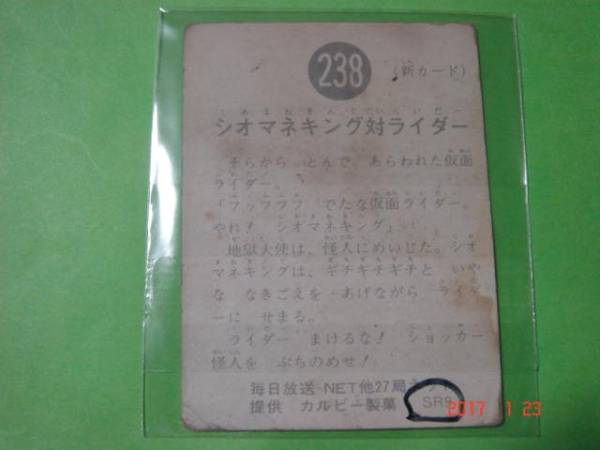 238
(新カード)
シオマネキング対ライダー
そらから とんで、あらわれた仮面
ライダー。
「フッフフフ でたな仮面ライダー。
やれ! シオマネキング」
地獄大使は、怪人にめいじた。シオ
マネキングは、ギチギチギチと いや
な なきごえを あげながら ライダ
ーに せまる。
ライダー まけるな! ショッカー
怪人を ぶちのめせ!
毎日放送・NET他27局ネット
提供 カルビー製菓
SR9
2017 1 23